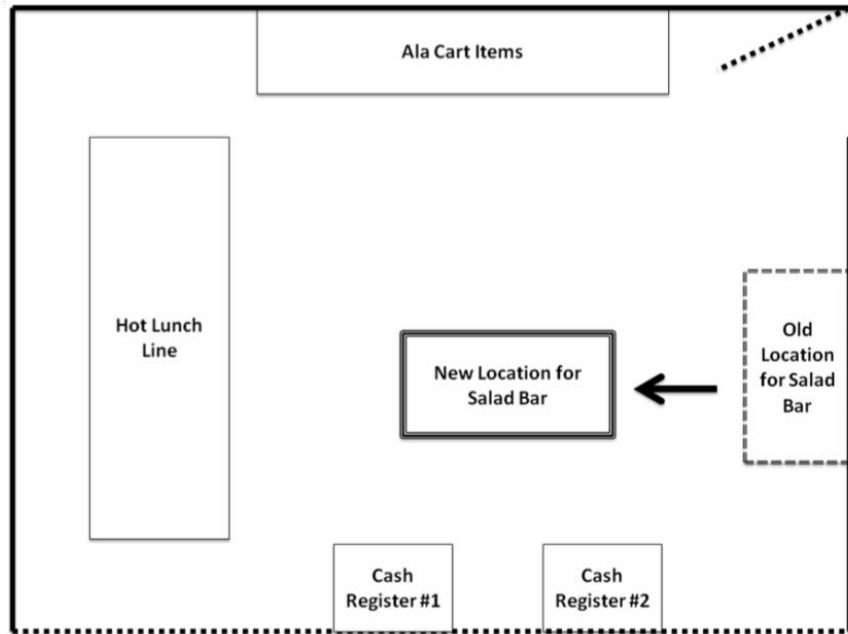 Ala Cart Items
Hot Lunch
Line
New Location for
Salad Bar
Old
Location
for Salad
Bar
Cash
Register #1
Cash
Register #2